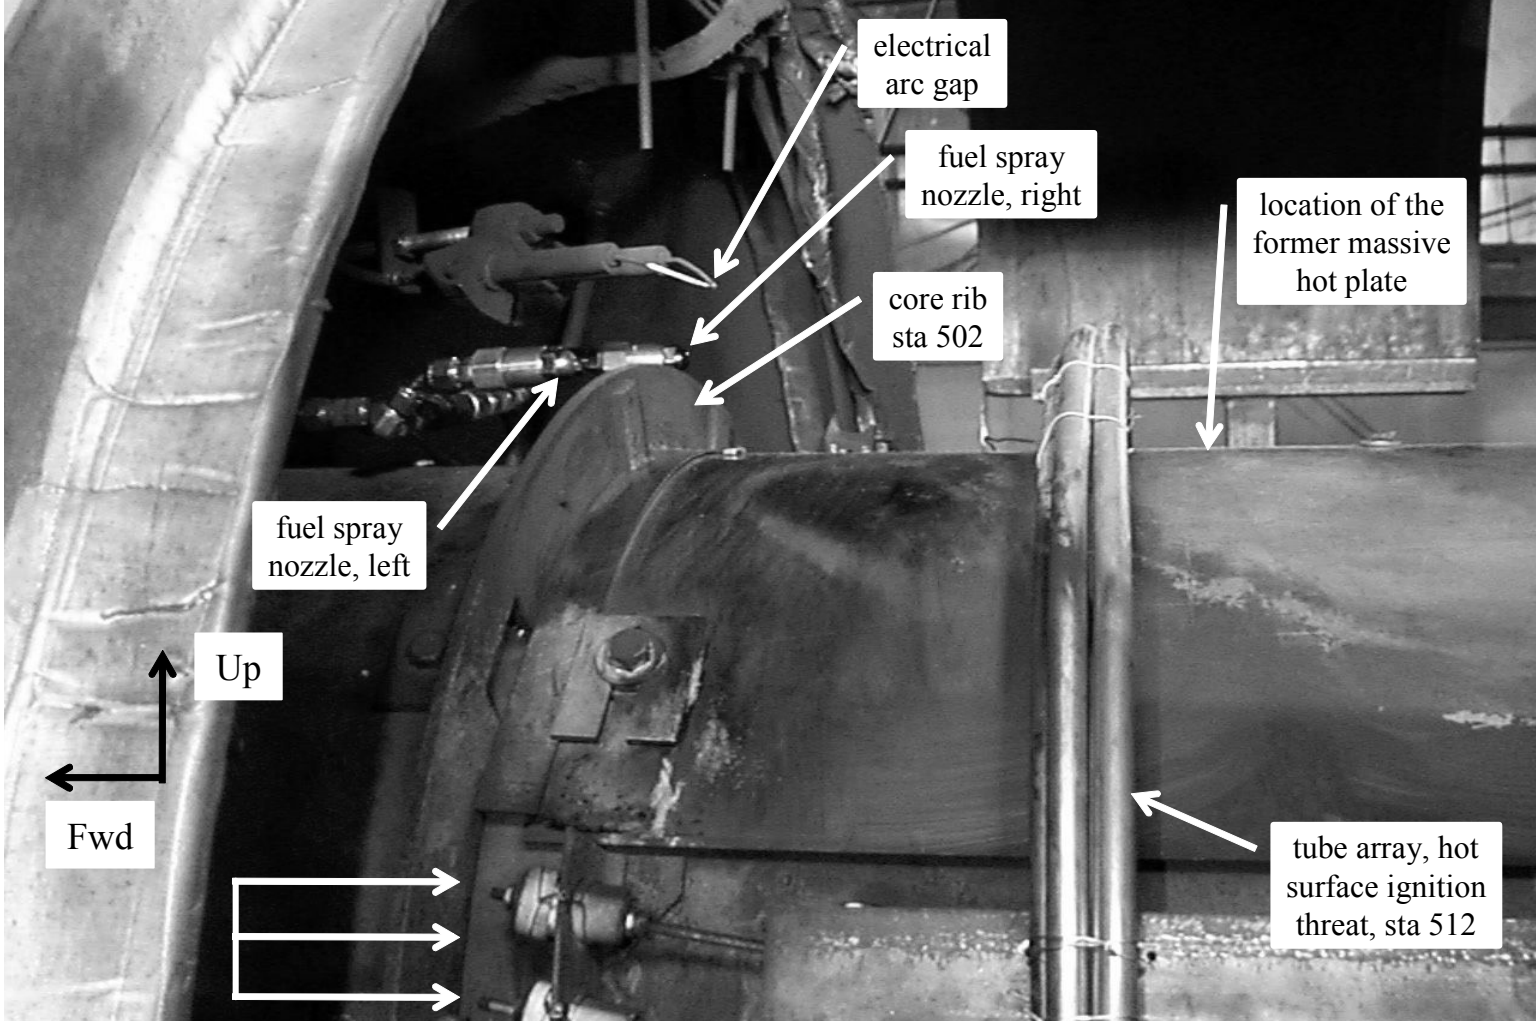 electrical
arc gap
fuel spray
nozzle, right
location of the
former massive
hot plate
core rib
sta 502
fuel spray
nozzle, left
Up
Fwd
tube array, hot
surface ignition
threat, sta 512